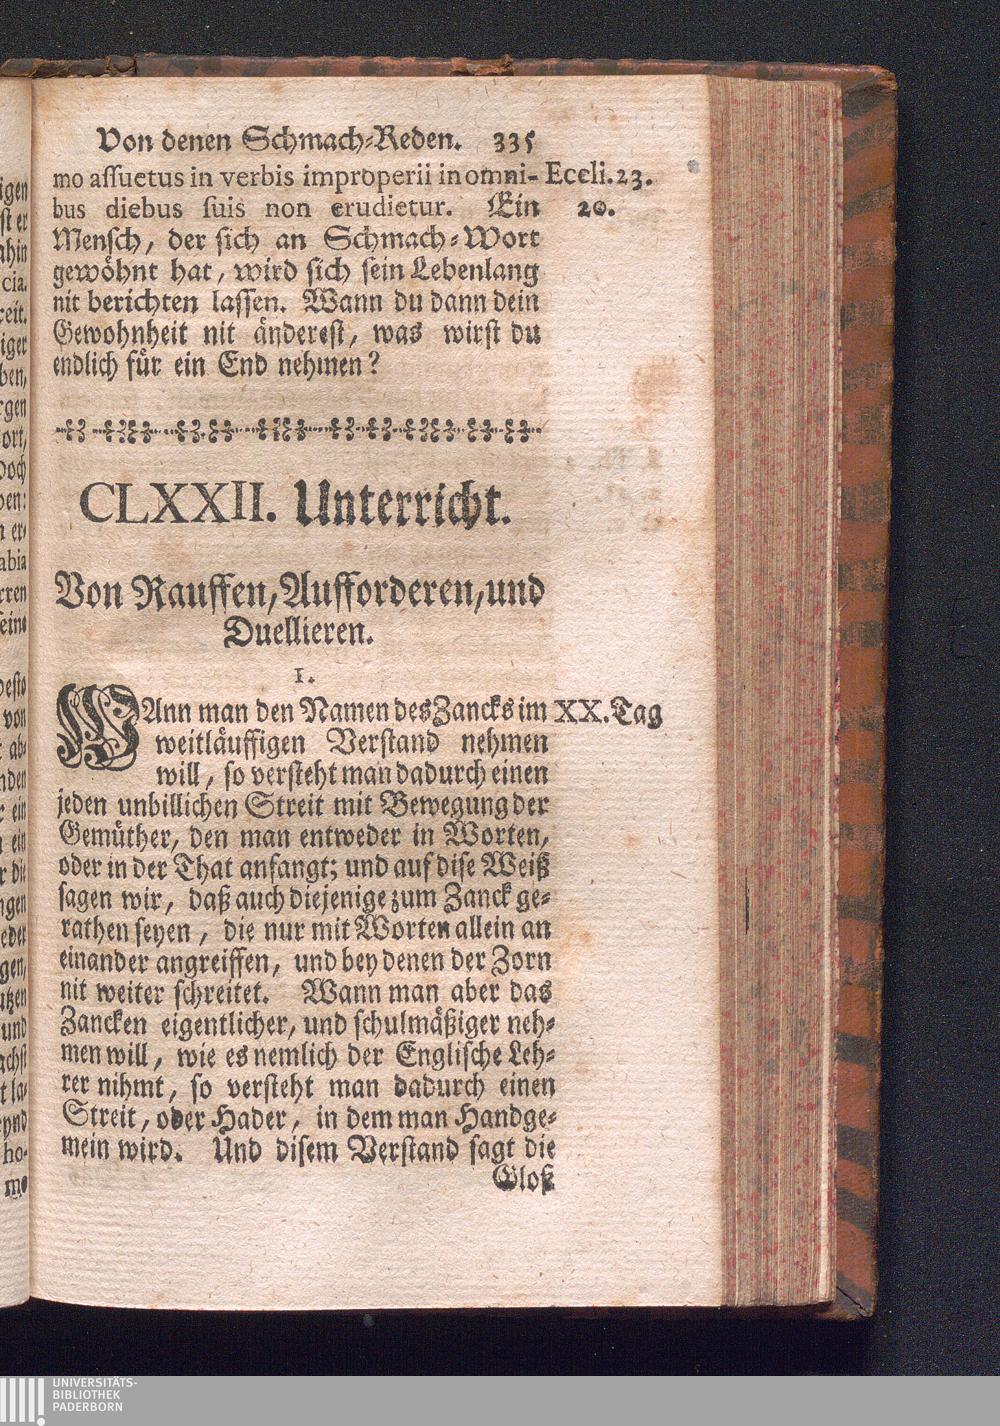 Von denen Schmach-Reden. 335
mo assuetus in verbis improperii in omni- Eccli. 23.
bus diebus suis non erudietur. Ein 20.
Mensch, der sich an Schmach-Wort
gewöhnt hat, wird sich sein Lebenlang
nit berichten lassen. Wann du dann dein
Gewohnheit nit änderest, was wirst du
endlich für ein End nehmen?
CLXXII. Unterricht.
Von Rauffen, Aufforderen, und
Duellieren.
1.
WAnn man den Namen des Zancks im XX. Tag
weitläuffigen Verstand nehmen
will, so versteht man dadurch einen
jeden unbillichen Streit mit Bewegung der
Gemüther, den man entweder in Worten,
oder in der That anfangt; und auf dise Weiß
sagen wir, daß auch diejenige zum Zanck ge-
rathen seyen, die nur mit Worten allein an
einander angreiffen, und bey denen der Zorn
nit weiter schreitet. Wann man aber das
Zancken eigentlicher, und schulmäßiger neh-
men will, wie es nemlich der Englische Leh-
rer nihmt, so versteht man dadurch einen
Streit, oder Hader, in dem man Handge-
mein wird. Und disem Verstand sagt die
Gloß
UNIVERSITÄTS-
BIBLIOTHEK
PADERBORN